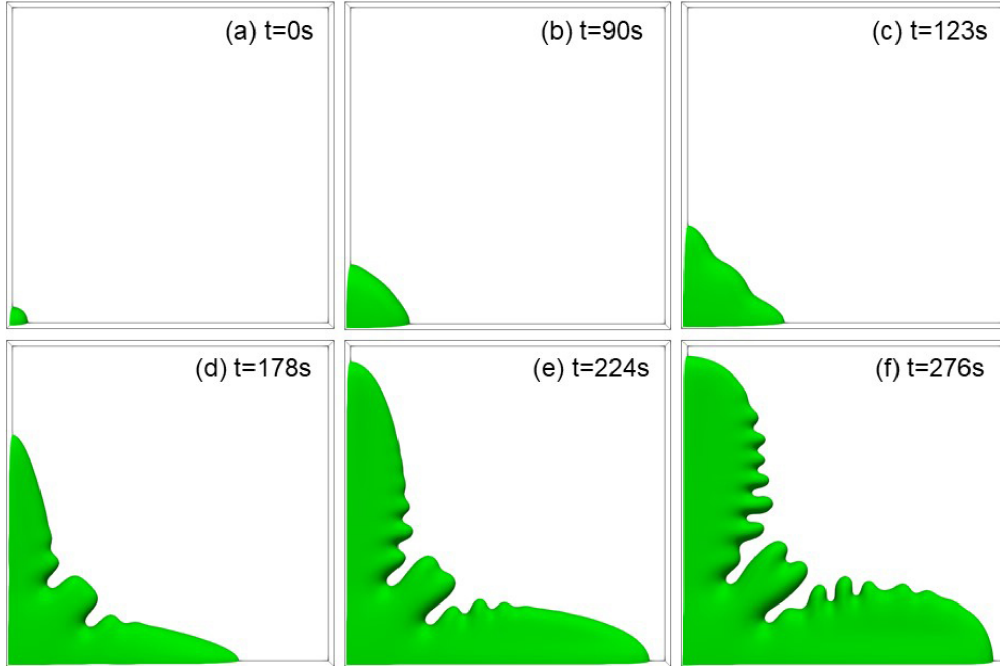 (a) t=0s
(b) t=90s
(c) t=123s
(d) t=178s
(e) t=224s
(f) t=276s